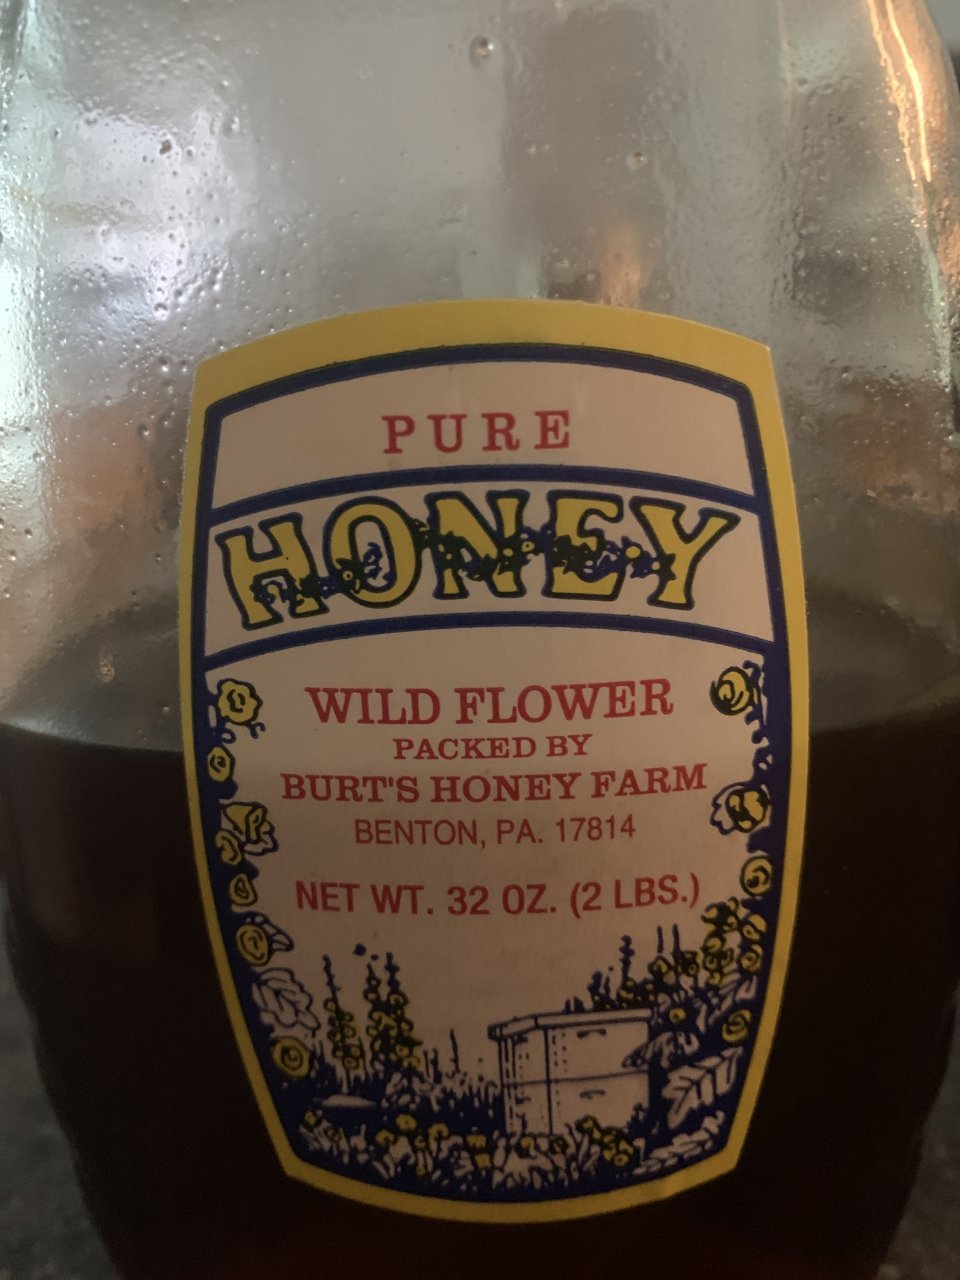 PURE
HONEY
WILD FLOWER
PACKED BY
BURT'S HONEY FARM
BENTON, PA. 17814
NET WT. 32 OZ. (2 LBS.)